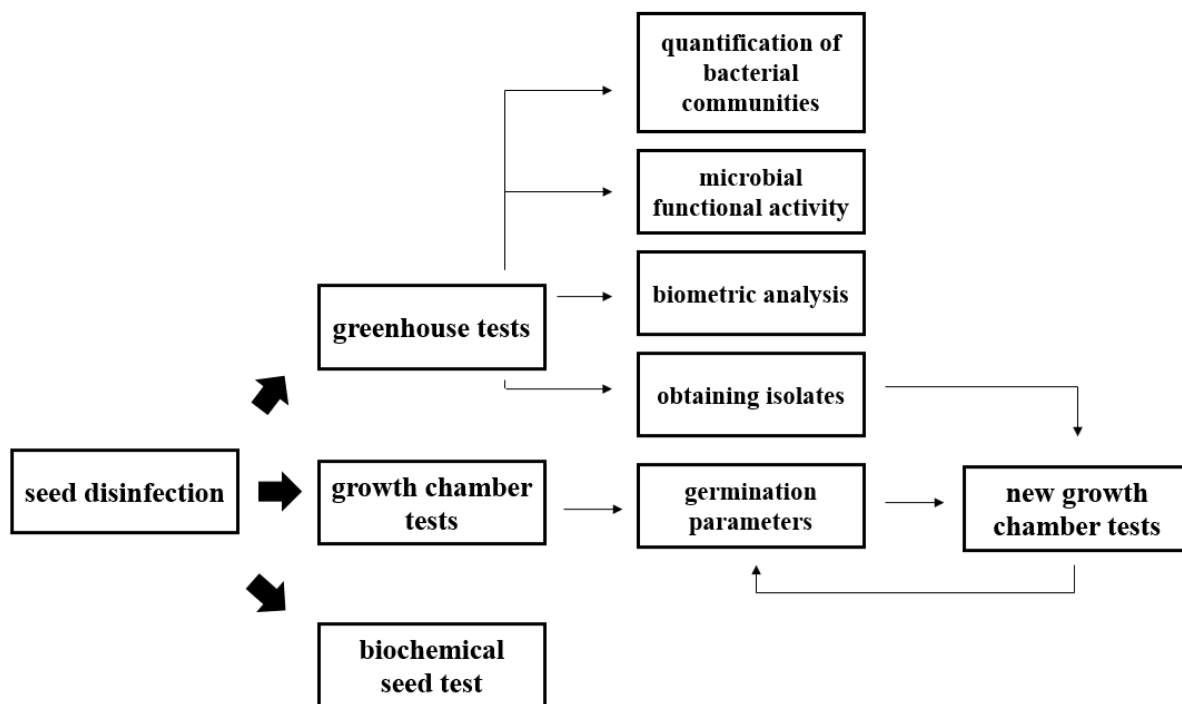 quantification of
bacterial
communities
microbial
functional activity
biometric analysis
greenhouse tests
obtaining isolates
seed disinfection
growth chamber
tests
germination
parameters
new growth
chamber tests
biochemical
seed test